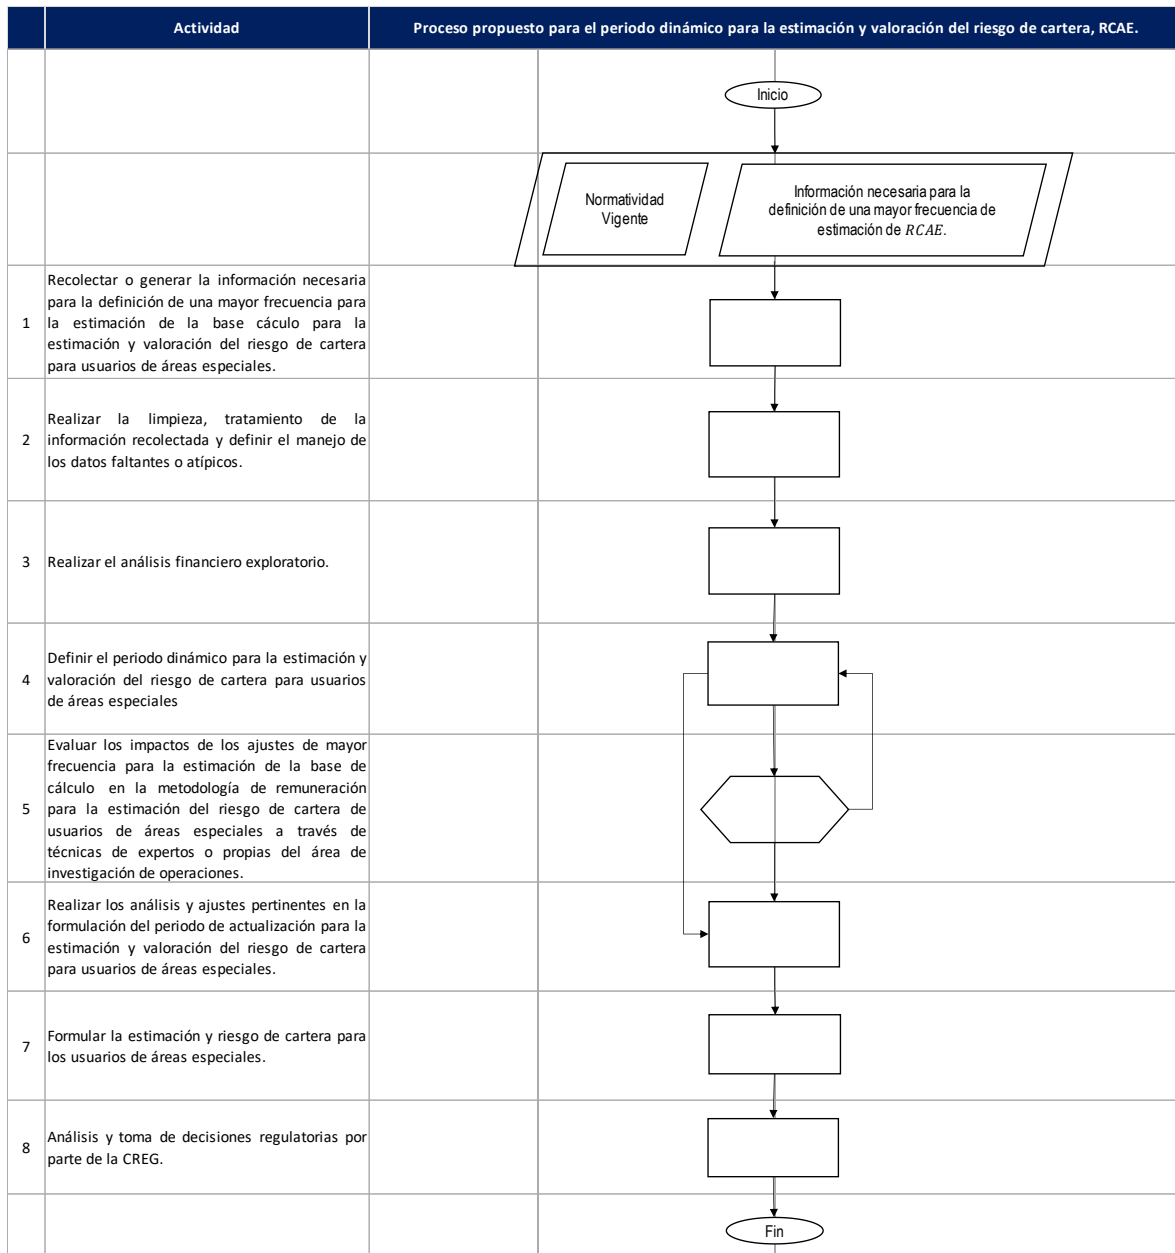 Actividad
Proceso propuesto para el periodo dinámico para la estimación y valoración del riesgo de cartera, RCAE.
Inicio
Normatividad
Vigente
Información necesaria para la
definición de una mayor frecuencia de
estimación de RCAE.
1
Recolectar o generar la información necesaria
para la definición de una mayor frecuencia para
la estimación de la base cáculo para la
estimación y valoración del riesgo de cartera
para usuarios de áreas especiales.
2
Realizar la limpieza, tratamiento de la
información recolectada y definir el manejo de
los datos faltantes o atípicos.
3
Realizar el análisis financiero exploratorio.
4
Definir el periodo dinámico para la estimación y
valoración del riesgo de cartera para usuarios
de áreas especiales
5
Evaluar los impactos de los ajustes de mayor
frecuencia para la estimación de la base de
cálculo en la metodología de remuneración
para la estimación del riesgo de cartera de
usuarios de áreas especiales a través de
técnicas de expertos o propias del área de
investigación de operaciones.
6
Realizar los análisis y ajustes pertinentes en la
formulación del periodo de actualización para la
estimación y valoración del riesgo de cartera
para usuarios de áreas especiales.
7
Formular la estimación y riesgo de cartera para
los usuarios de áreas especiales.
8
Análisis y toma de decisiones regulatorias por
parte de la CREG.
Fin